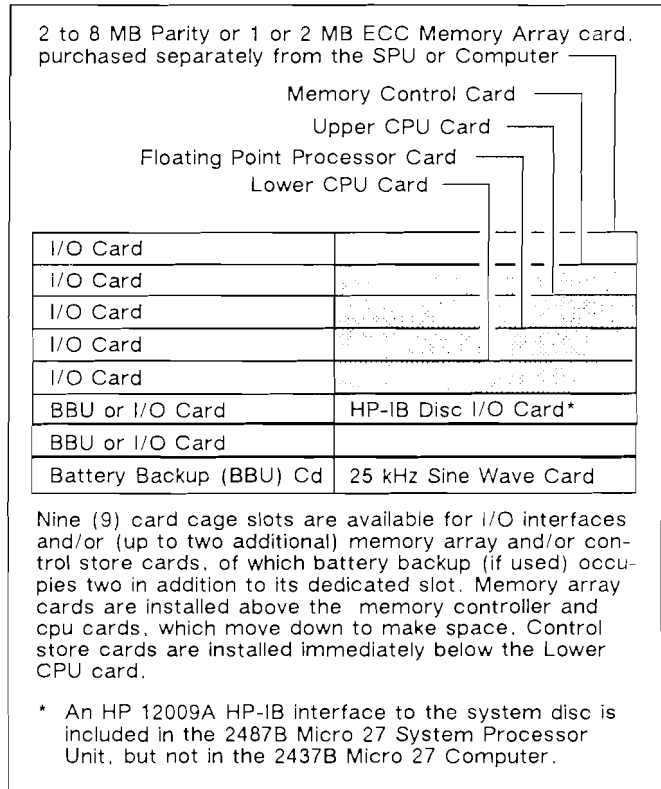 2 to 8 MB Parity or 1 or 2 MB ECC Memory Array card,
purchased separately from the SPU or Computer
Memory Control Card
Upper CPU Card
Floating Point Processor Card
Lower CPU Card
I/O Card
I/O Card
I/O Card
I/O Card
I/O Card
BBU or I/O Card HP-IB Disc I/O Card*
BBU or I/O Card
Battery Backup (BBU) Cd 25 kHz Sine Wave Card
Nine (9) card cage slots are available for I/O interfaces
and/or (up to two additional) memory array and/or con-
trol store cards, of which battery backup (if used) occu-
pies two in addition to its dedicated slot. Memory array
cards are installed above the memory controller and
cpu cards, which move down to make space. Control
store cards are installed immediately below the Lower
CPU card.
* An HP 12009A HP-IB interface to the system disc is
included in the 2487B Micro 27 System Processor
Unit, but not in the 2437B Micro 27 Computer.